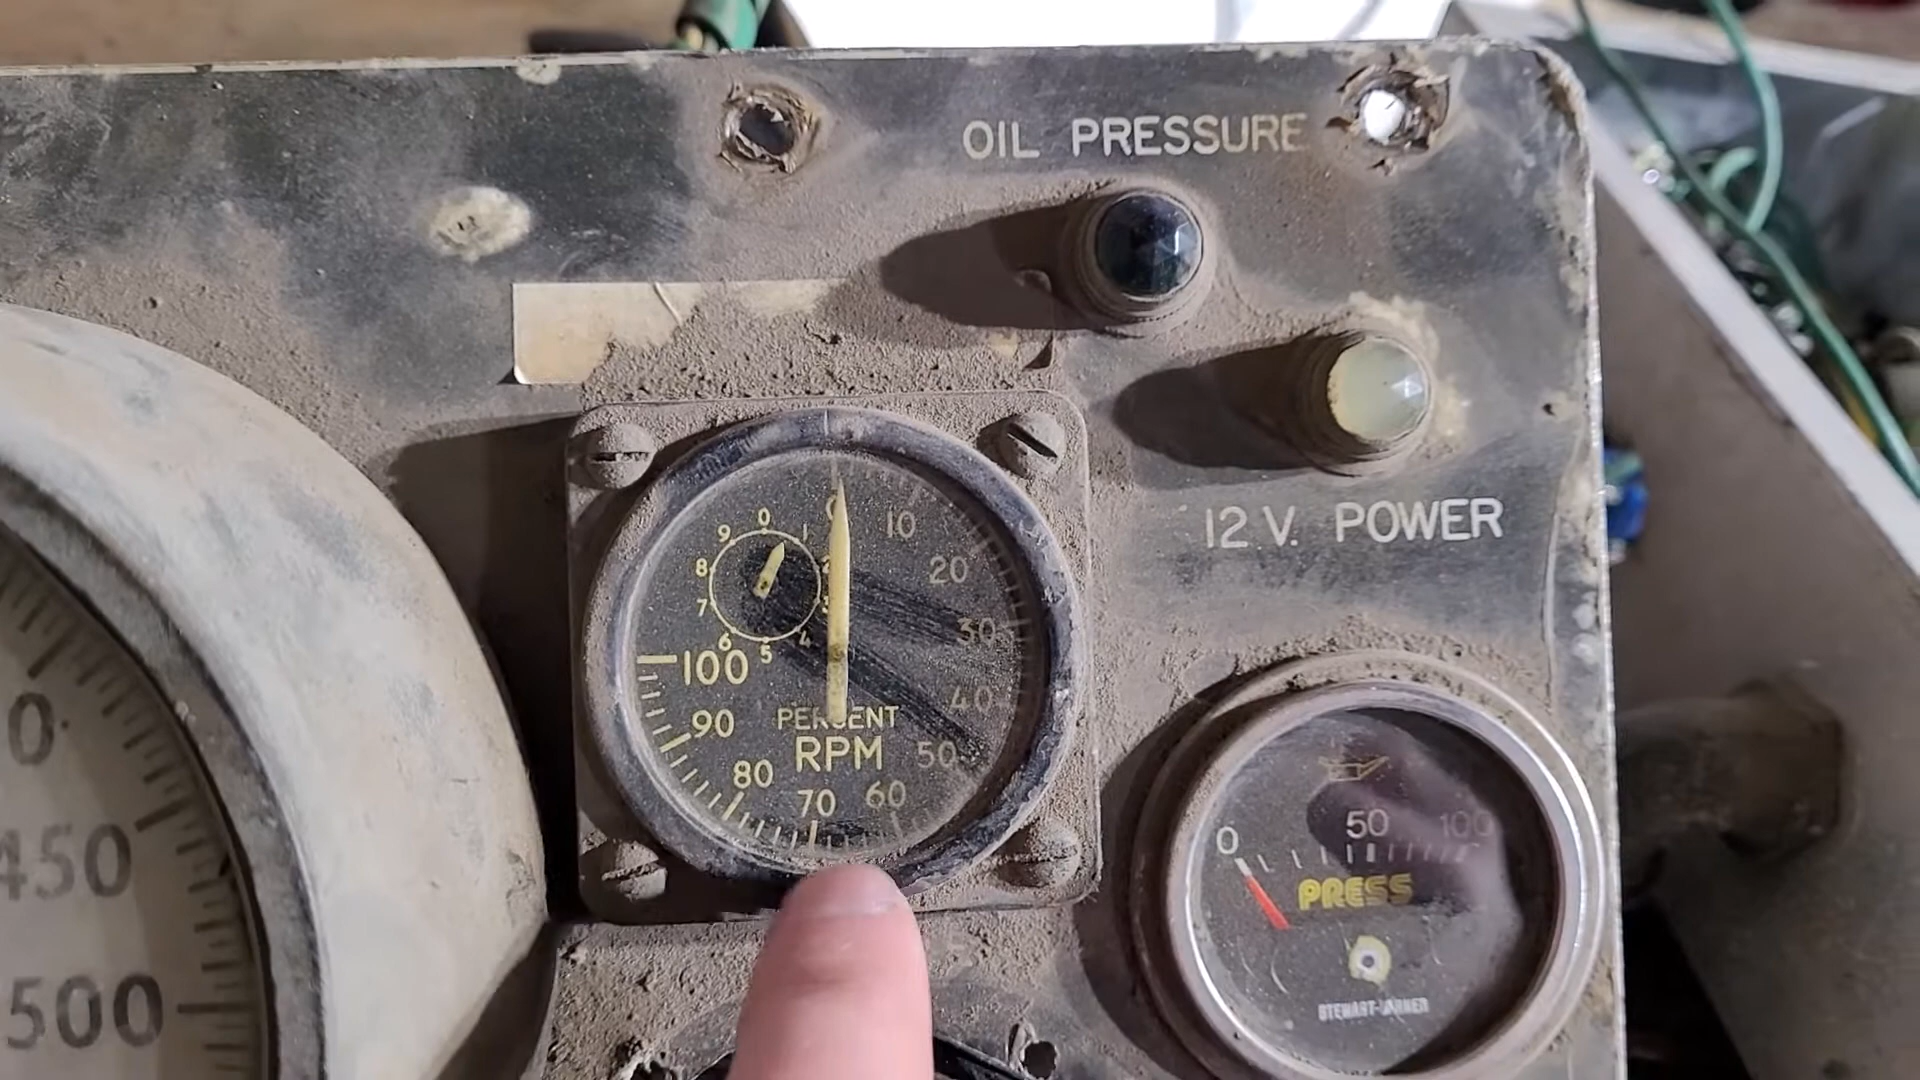 OIL PRESSURE
12 V. POWER
0 1 2 3 4 5 6 7 8 9
0 10 20 30 40 50 60 70 80 90 100
PERCENT
RPM
0 50 100
PRESS
STEWART-WARNER
0
450
500